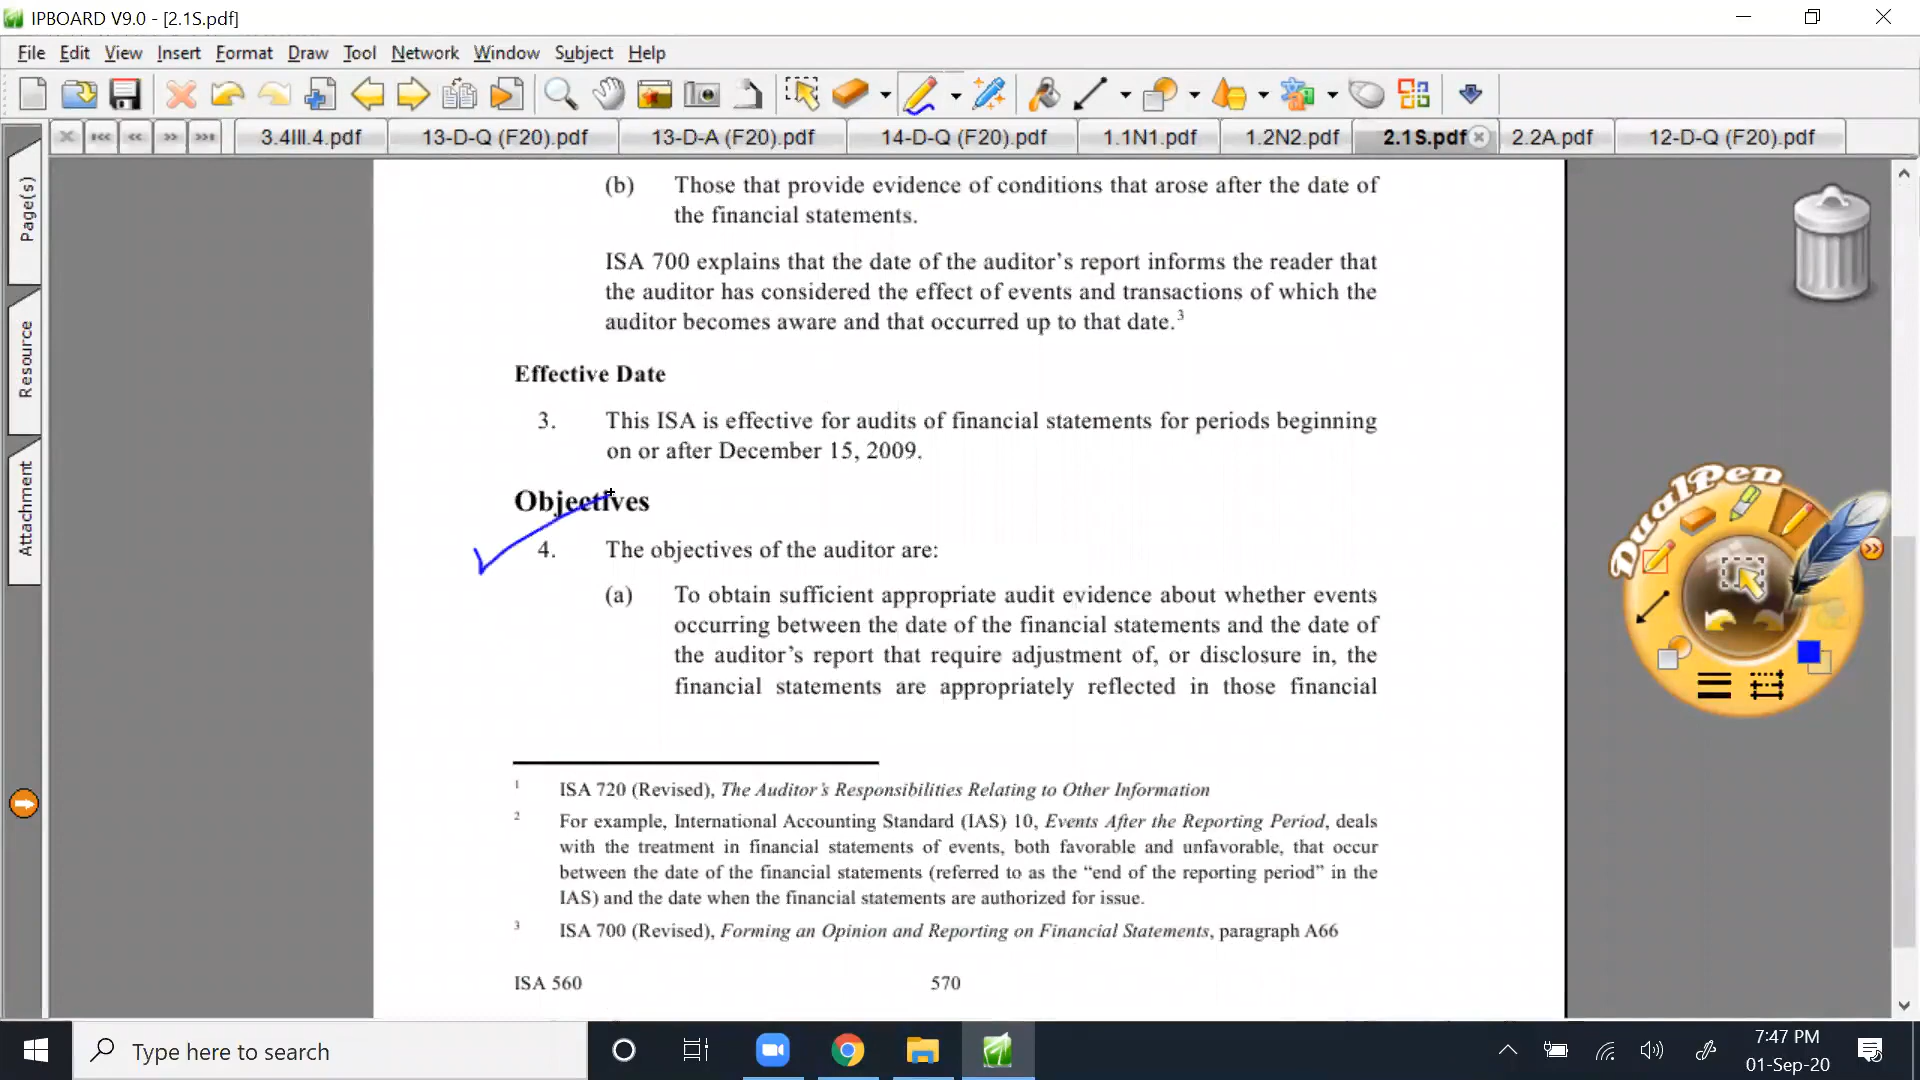 IPBOARD V9.0 - [2.1S.pdf]
File Edit View Insert Format Draw Tool Network Window Subject Help
3.4III.4.pdf 13-D-Q (F20).pdf 13-D-A (F20).pdf 14-D-Q (F20).pdf 1.1N1.pdf 1.2N2.pdf 2.1S.pdf 2.2A.pdf 12-D-Q (F20).pdf
Page(s)
Resource
Attachment
(b) Those that provide evidence of conditions that arose after the date of
the financial statements.
ISA 700 explains that the date of the auditor's report informs the reader that
the auditor has considered the effect of events and transactions of which the
auditor becomes aware and that occurred up to that date.3
Effective Date
3. This ISA is effective for audits of financial statements for periods beginning
on or after December 15, 2009.
Objectives
4. The objectives of the auditor are:
(a) To obtain sufficient appropriate audit evidence about whether events
occurring between the date of the financial statements and the date of
the auditor's report that require adjustment of, or disclosure in, the
financial statements are appropriately reflected in those financial
1 ISA 720 (Revised), The Auditor's Responsibilities Relating to Other Information
2 For example, International Accounting Standard (IAS) 10, Events After the Reporting Period, deals
with the treatment in financial statements of events, both favorable and unfavorable, that occur
between the date of the financial statements (referred to as the "end of the reporting period" in the
IAS) and the date when the financial statements are authorized for issue.
3 ISA 700 (Revised), Forming an Opinion and Reporting on Financial Statements, paragraph A66
ISA 560 570
DualPen
Type here to search
7:47 PM
01-Sep-20